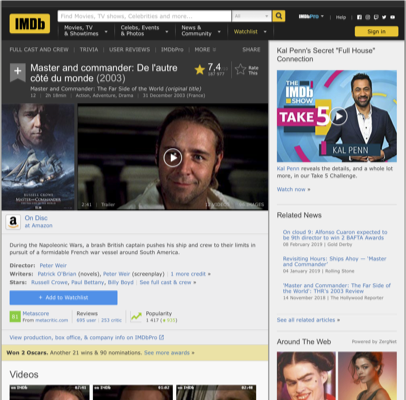 IMDb
Find Movies, TV shows, Celebrities and more...
All
Movies, TV & Showtimes
Celebs, Events & Photos
News & Community
Watchlist
IMDbPro
Help
Sign in
FULL CAST AND CREW | TRIVIA | USER REVIEWS | IMDbPro | MORE
SHARE
Master and commander: De l'autre côté du monde (2003)
7,4
Rate This
Master and Commander: The Far Side of the World (original title)
12 | 2h 18min | Action, Adventure, Drama | 31 December 2003 (France)
RUSSELL CROWE
MASTER AND COMMANDER
2:41 | Trailer
On Disc
at Amazon
During the Napoleonic Wars, a brash British captain pushes his ship and crew to their limits in pursuit of a formidable French war vessel around South America.
Director: Peter Weir
Writers: Patrick O'Brian (novels), Peter Weir (screenplay) | 1 more credit »
Stars: Russell Crowe, Paul Bettany, Billy Boyd | See full cast & crew »
+ Add to Watchlist
81
Metascore
From metacritic.com
Reviews
695 user | 253 critic
Popularity
1 417
View production, box office, & company info on IMDbPro
Won 2 Oscars. Another 21 wins & 90 nominations. See more awards »
Videos
Kal Penn's Secret "Full House" Connection
THE IMDb SHOW
TAKE 5
KAL PENN
Kal Penn reveals the details, and a whole lot more, in our Take 5 Challenge.
Watch now »
Related News
On cloud 9: Alfonso Cuarón expected to be 9th director to win 2 BAFTA Awards
08 February 2019 | Gold Derby
Revisiting Hours: Ships Ahoy — 'Master and Commander'
04 January 2019 | Rolling Stone
'Master and Commander: The Far Side of the World': THR's 2003 Review
14 November 2018 | The Hollywood Reporter
See all related articles »
Around The Web
Powered by ZergNet